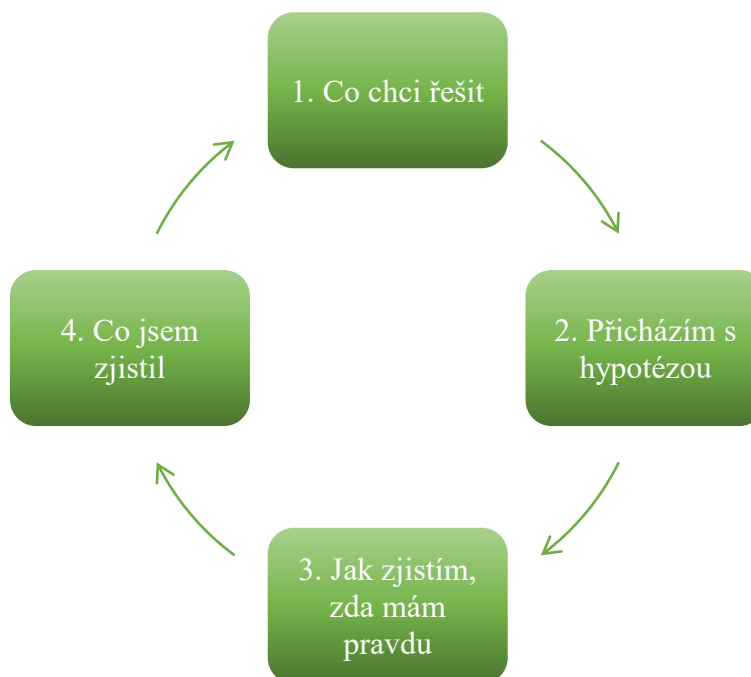 1. Co chci řešit
2. Přicházím s
hypotézou
3. Jak zjistím,
zda mám
pravdu
4. Co jsem
zjistil